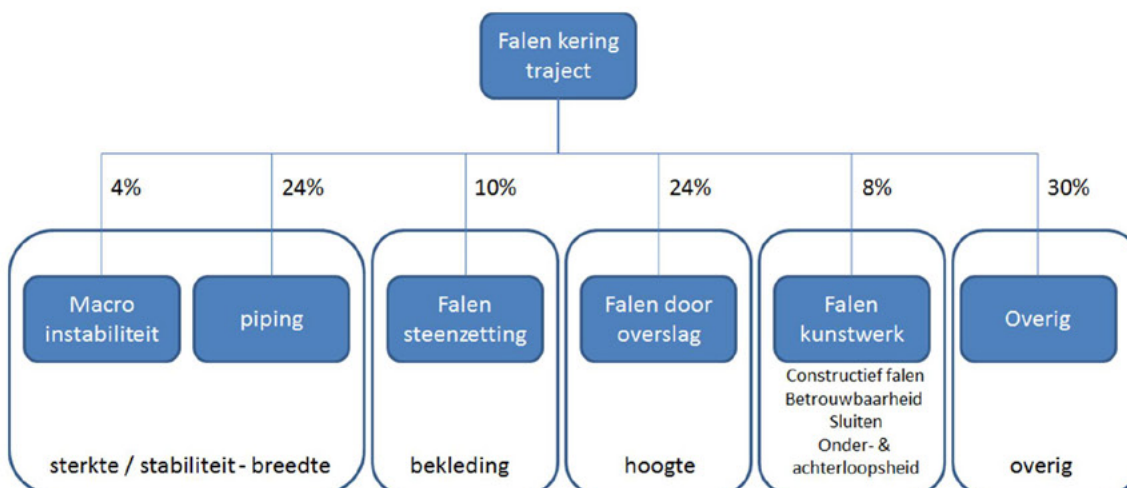 Falen kering
traject
4%
24%
10%
24%
8%
30%
Macro
instabiliteit
piping
Falen
steenzetting
Falen door
overslag
Falen
kunstwerk
Overig
Constructief falen
Betrouwbaarheid
Sluiten
Onder- &
achterloopsheid
sterkte / stabiliteit - breedte
bekleding
hoogte
overig